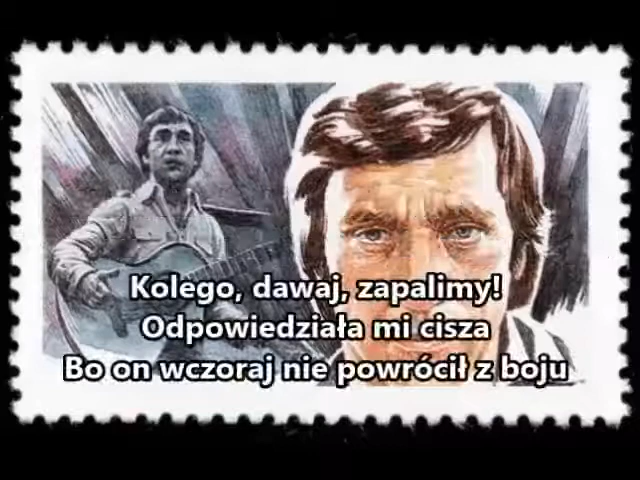 Kolego, dawaj, zapalimy!
Odpowiedziała mi cisza
Bo on wczoraj nie powrócił z boju